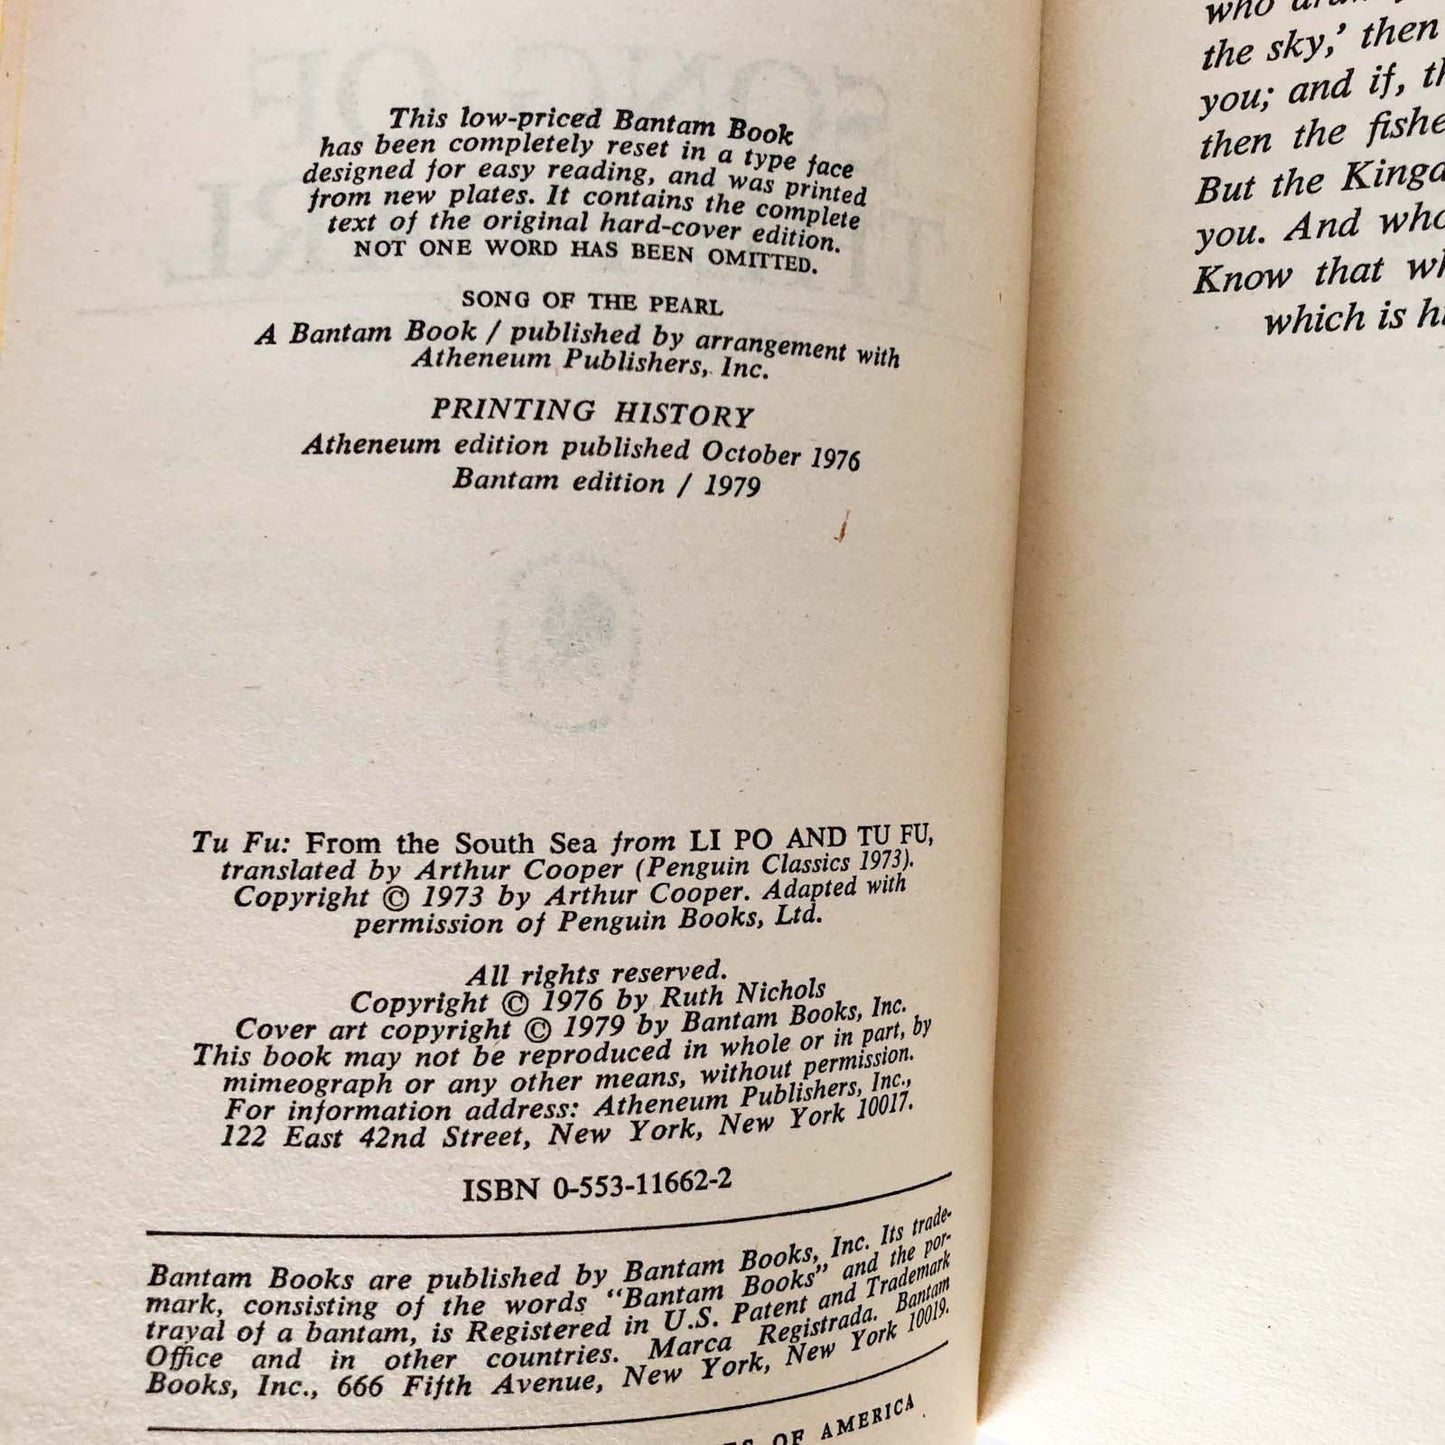 This low-priced Bantam Book
has been completely reset in a type face
designed for easy reading, and was printed
from new plates. It contains the complete
text of the original hard-cover edition.
NOT ONE WORD HAS BEEN OMITTED.
SONG OF THE PEARL
A Bantam Book / published by arrangement with
Atheneum Publishers, Inc.
PRINTING HISTORY
Atheneum edition published October 1976
Bantam edition / 1979
Tu Fu: From the South Sea from LI PO AND TU FU,
translated by Arthur Cooper (Penguin Classics 1973).
Copyright © 1973 by Arthur Cooper. Adapted with
permission of Penguin Books, Ltd.
All rights reserved.
Copyright © 1976 by Ruth Nichols
Cover art copyright © 1979 by Bantam Books, Inc.
This book may not be reproduced in whole or in part, by
mimeograph or any other means, without permission.
For information address: Atheneum Publishers, Inc.,
122 East 42nd Street, New York, New York 10017.
ISBN 0-553-11662-2
Bantam Books are published by Bantam Books, Inc. Its trade-
mark, consisting of the words "Bantam Books" and the por-
trayal of a bantam, is Registered in U.S. Patent and Trademark
Office and in other countries. Marca Registrada. Bantam
Books, Inc., 666 Fifth Avenue, New York, New York 10019.
OF AMERICA
who
the sky,' then
you; and if,
then the
But the
you. And
Know that
which is